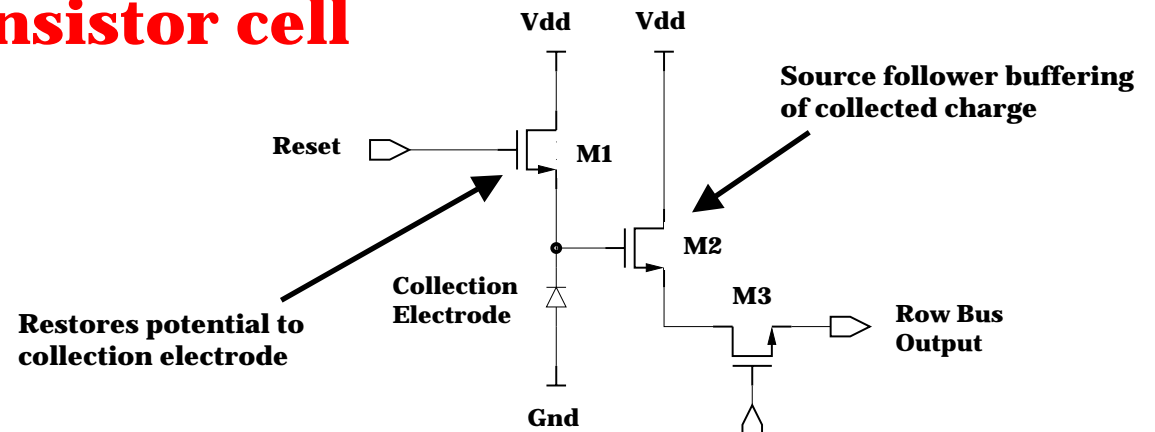 nsistor cell
Vdd
Vdd
Source follower buffering
of collected charge
Reset
M1
M2
Collection
Electrode
M3
Row Bus
Output
Restores potential to
collection electrode
Gnd